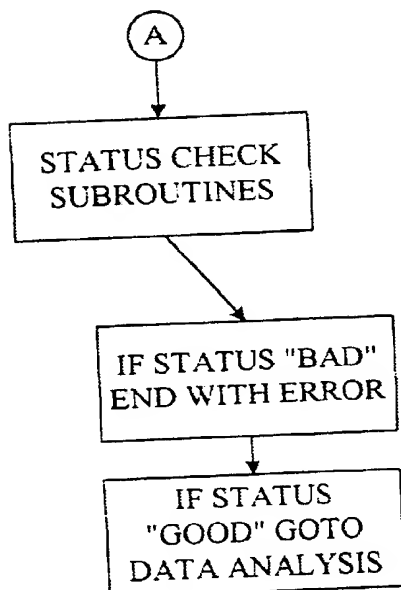 A
STATUS CHECK
SUBROUTINES
IF STATUS "BAD"
END WITH ERROR
IF STATUS
"GOOD" GOTO
DATA ANALYSIS